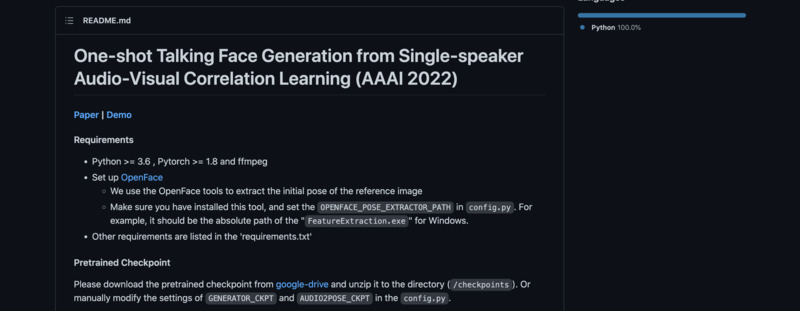 README.md
One-shot Talking Face Generation from Single-speaker
Audio-Visual Correlation Learning (AAAI 2022)
Paper | Demo
Requirements
• Python >= 3.6 , Pytorch >= 1.8 and ffmpeg
• Set up OpenFace
◦ We use the OpenFace tools to extract the initial pose of the reference image
◦ Make sure you have installed this tool, and set the OPENFACE_POSE_EXTRACTOR_PATH in config.py. For
example, it should be the absolute path of the "FeatureExtraction.exe" for Windows.
• Other requirements are listed in the 'requirements.txt'
Pretrained Checkpoint
Please download the pretrained checkpoint from google-drive and unzip it to the directory (/checkpoints). Or
manually modify the settings of GENERATOR_CKPT and AUDIO2POSE_CKPT in the config.py.
Python 100.0%